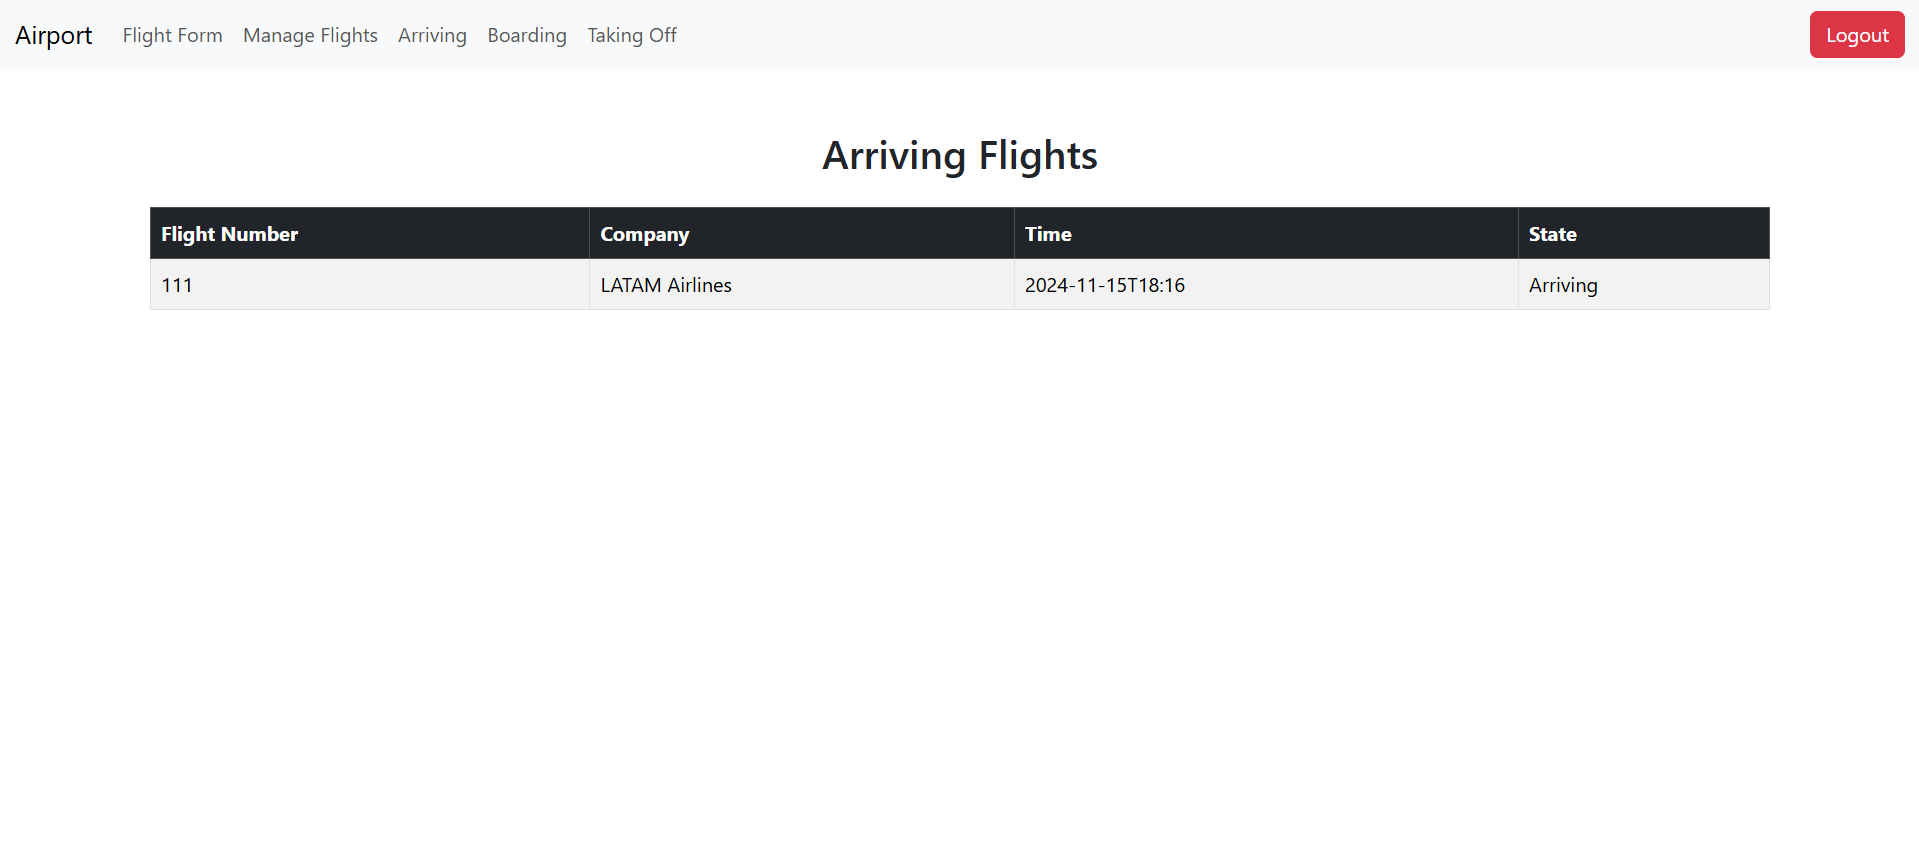 Airport Flight Form Manage Flights Arriving Boarding Taking Off Logout
Arriving Flights
Flight Number Company Time State
111 LATAM Airlines 2024-11-15T18:16 Arriving